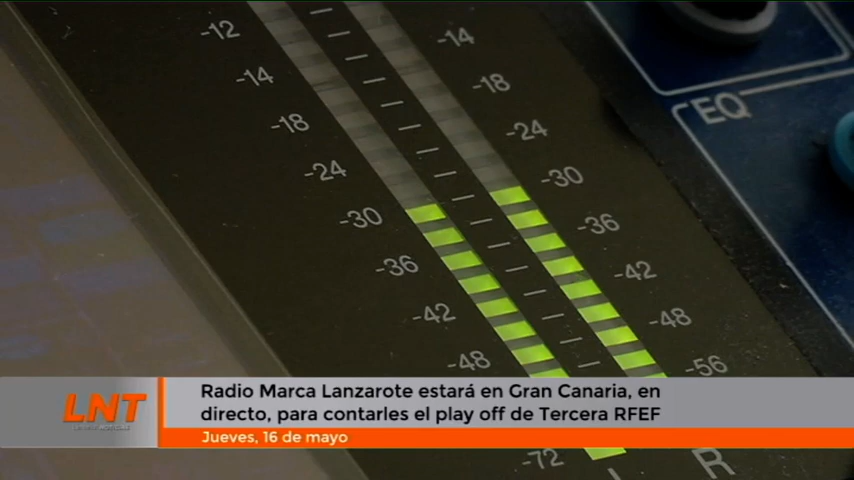 -12
-14
-14
-18
-18
-24
-24
-30
-30
-36
-36
-42
-42
-48
-48
-56
-72
L
R
EQ
LNT
Radio Marca Lanzarote estará en Gran Canaria, en
directo, para contarles el play off de Tercera RFEF
Jueves, 16 de mayo